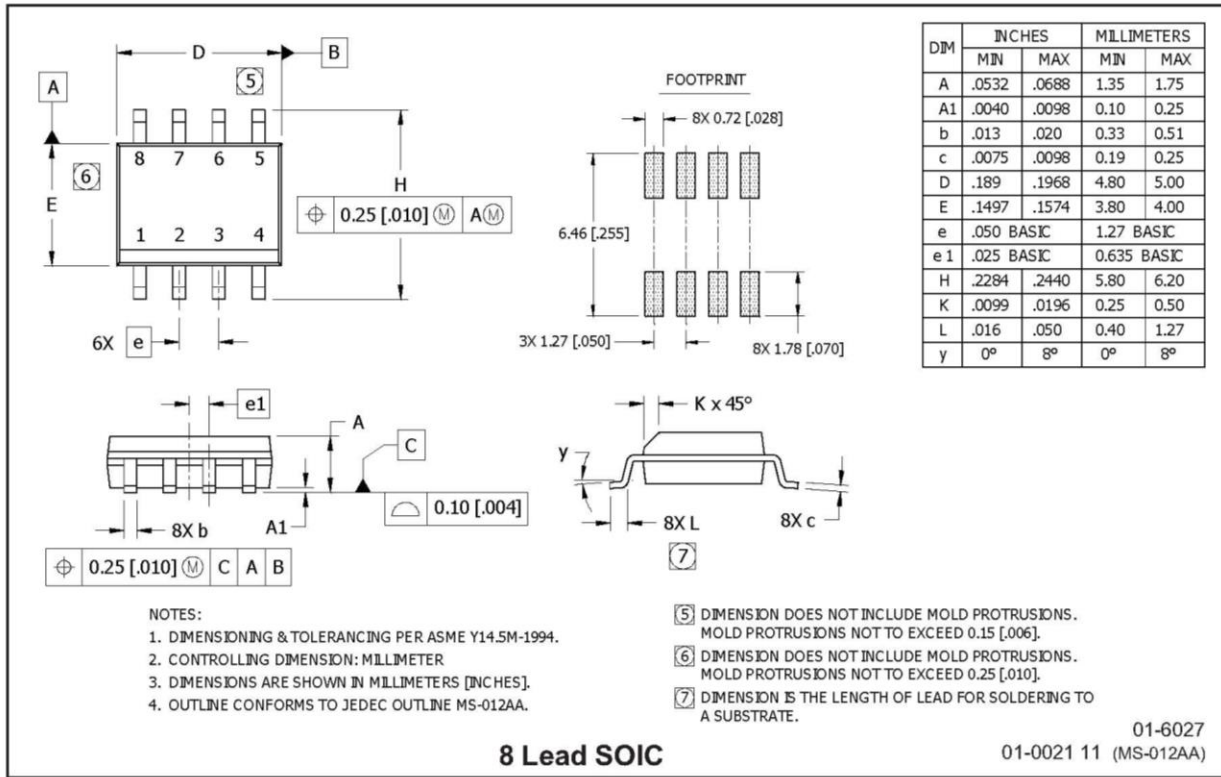 D
B
5
A
8 7 6 5
6
E
H
⌖ 0.25 [.010] Ⓜ A Ⓜ
1 2 3 4
6X e
FOOTPRINT
8X 0.72 [.028]
6.46 [.255]
3X 1.27 [.050]
8X 1.78 [.070]
DIM INCHES MILLIMETERS
MIN MAX MIN MAX
A .0532 .0688 1.35 1.75
A1 .0040 .0098 0.10 0.25
b .013 .020 0.33 0.51
c .0075 .0098 0.19 0.25
D .189 .1968 4.80 5.00
E .1497 .1574 3.80 4.00
e .050 BASIC 1.27 BASIC
e 1 .025 BASIC 0.635 BASIC
H .2284 .2440 5.80 6.20
K .0099 .0196 0.25 0.50
L .016 .050 0.40 1.27
y 0° 8° 0° 8°
e1
A
C
⌓ 0.10 [.004]
8X b
A1
⌖ 0.25 [.010] Ⓜ C A B
K x 45°
y
8X L
8X c
7
NOTES:
1. DIMENSIONING & TOLERANCING PER ASME Y14.5M-1994.
2. CONTROLLING DIMENSION: MILLIMETER
3. DIMENSIONS ARE SHOWN IN MILLIMETERS [INCHES].
4. OUTLINE CONFORMS TO JEDEC OUTLINE MS-012AA.
5 DIMENSION DOES NOT INCLUDE MOLD PROTRUSIONS.
MOLD PROTRUSIONS NOT TO EXCEED 0.15 [.006].
6 DIMENSION DOES NOT INCLUDE MOLD PROTRUSIONS.
MOLD PROTRUSIONS NOT TO EXCEED 0.25 [.010].
7 DIMENSION IS THE LENGTH OF LEAD FOR SOLDERING TO
A SUBSTRATE.
8 Lead SOIC
01-6027
01-0021 11 (MS-012AA)